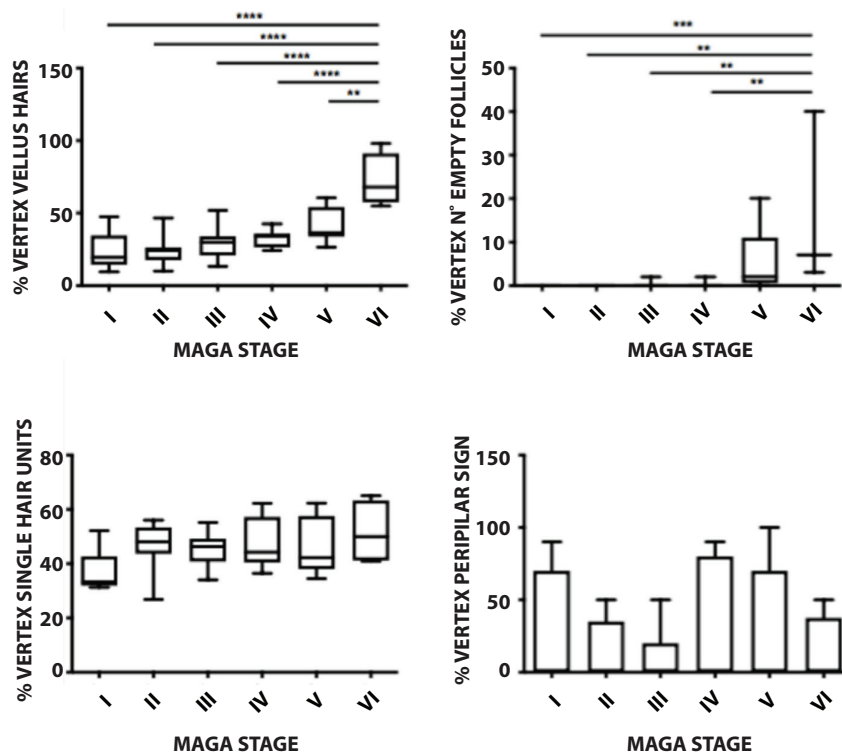 ****
****
****
****
**
% VERTEX VELLUS HAIRS
150
100
50
0
I
II
III
IV
V
VI
MAGA STAGE
***
**
**
**
% VERTEX N° EMPTY FOLLICLES
50
40
30
20
10
0
I
II
III
IV
V
VI
MAGA STAGE
% VERTEX SINGLE HAIR UNITS
80
60
40
20
0
I
II
III
IV
V
VI
MAGA STAGE
% VERTEX PERIPILAR SIGN
150
100
50
0
I
II
III
IV
V
VI
MAGA STAGE